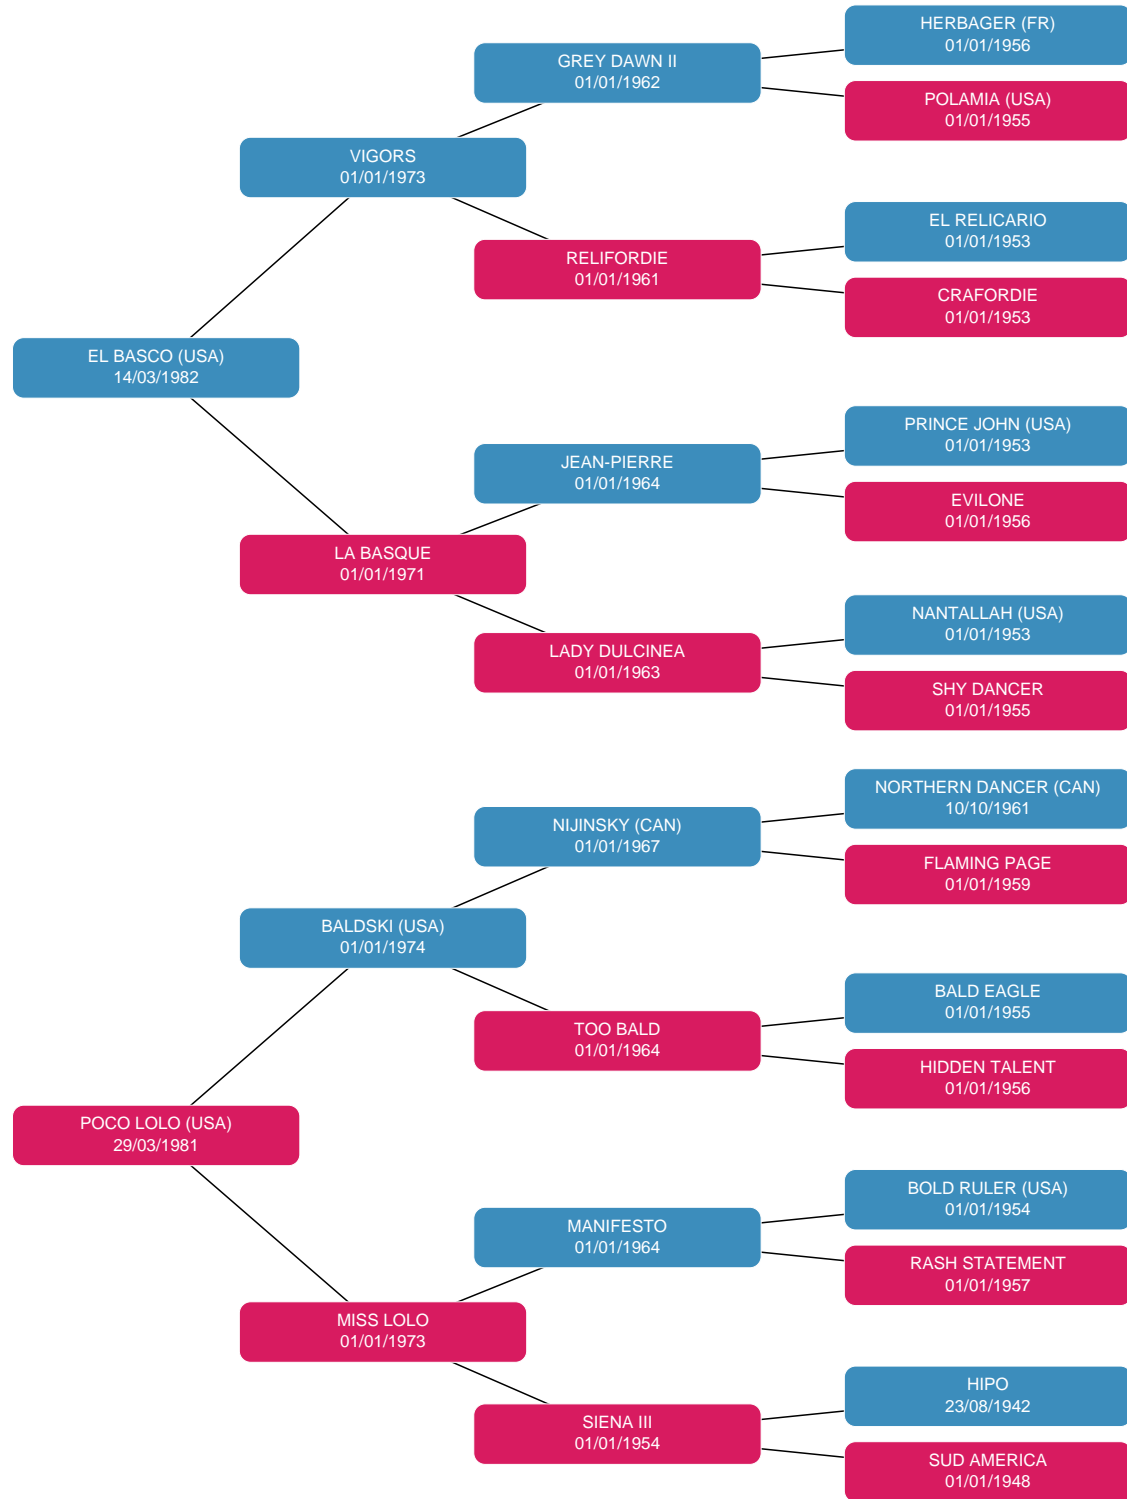 HERBAGER (FR)
01/01/1956
GREY DAWN II
01/01/1962
POLAMIA (USA)
01/01/1955
VIGORS
01/01/1973
EL RELICARIO
01/01/1953
RELIFORDIE
01/01/1961
CRAFORDIE
01/01/1953
EL BASCO (USA)
14/03/1982
PRINCE JOHN (USA)
01/01/1953
JEAN-PIERRE
01/01/1964
EVILONE
01/01/1956
LA BASQUE
01/01/1971
NANTALLAH (USA)
01/01/1953
LADY DULCINEA
01/01/1963
SHY DANCER
01/01/1955
NORTHERN DANCER (CAN)
10/10/1961
NIJINSKY (CAN)
01/01/1967
FLAMING PAGE
01/01/1959
BALDSKI (USA)
01/01/1974
BALD EAGLE
01/01/1955
TOO BALD
01/01/1964
HIDDEN TALENT
01/01/1956
POCO LOLO (USA)
29/03/1981
BOLD RULER (USA)
01/01/1954
MANIFESTO
01/01/1964
RASH STATEMENT
01/01/1957
MISS LOLO
01/01/1973
HIPO
23/08/1942
SIENA III
01/01/1954
SUD AMERICA
01/01/1948